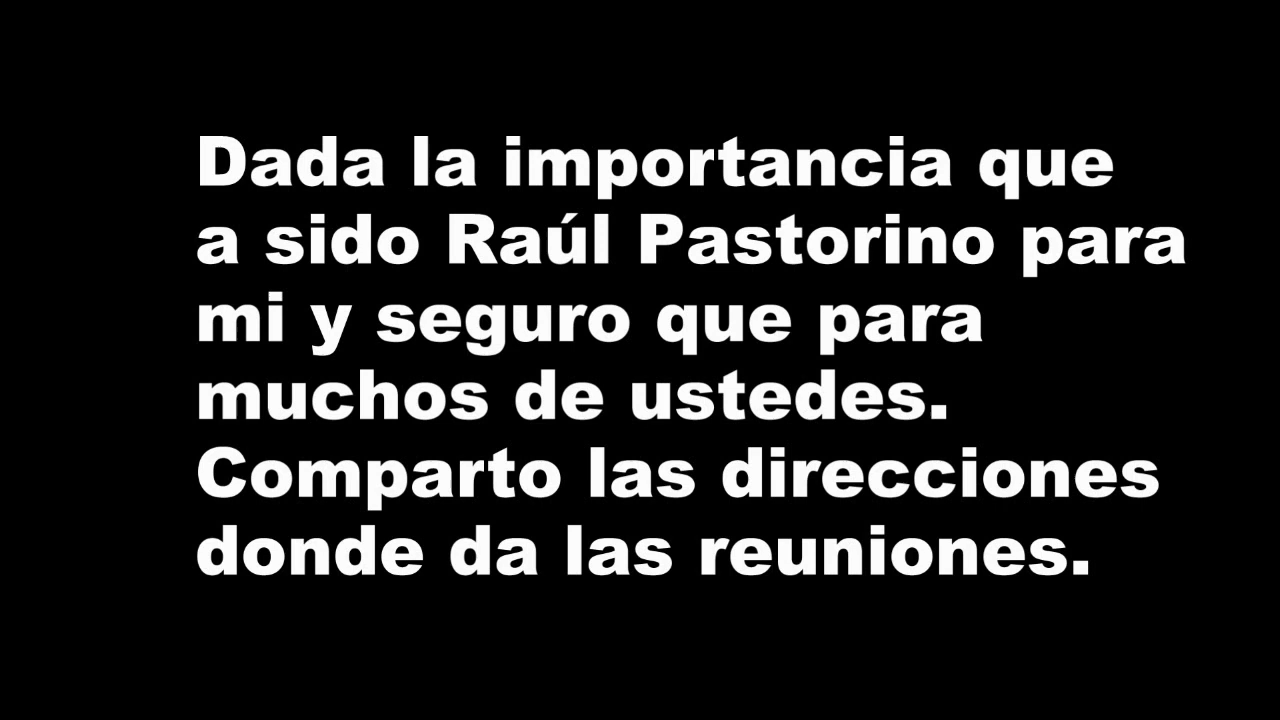 Dada la importancia que
a sido Raúl Pastorino para
mi y seguro que para
muchos de ustedes.
Comparto las direcciones
donde da las reuniones.